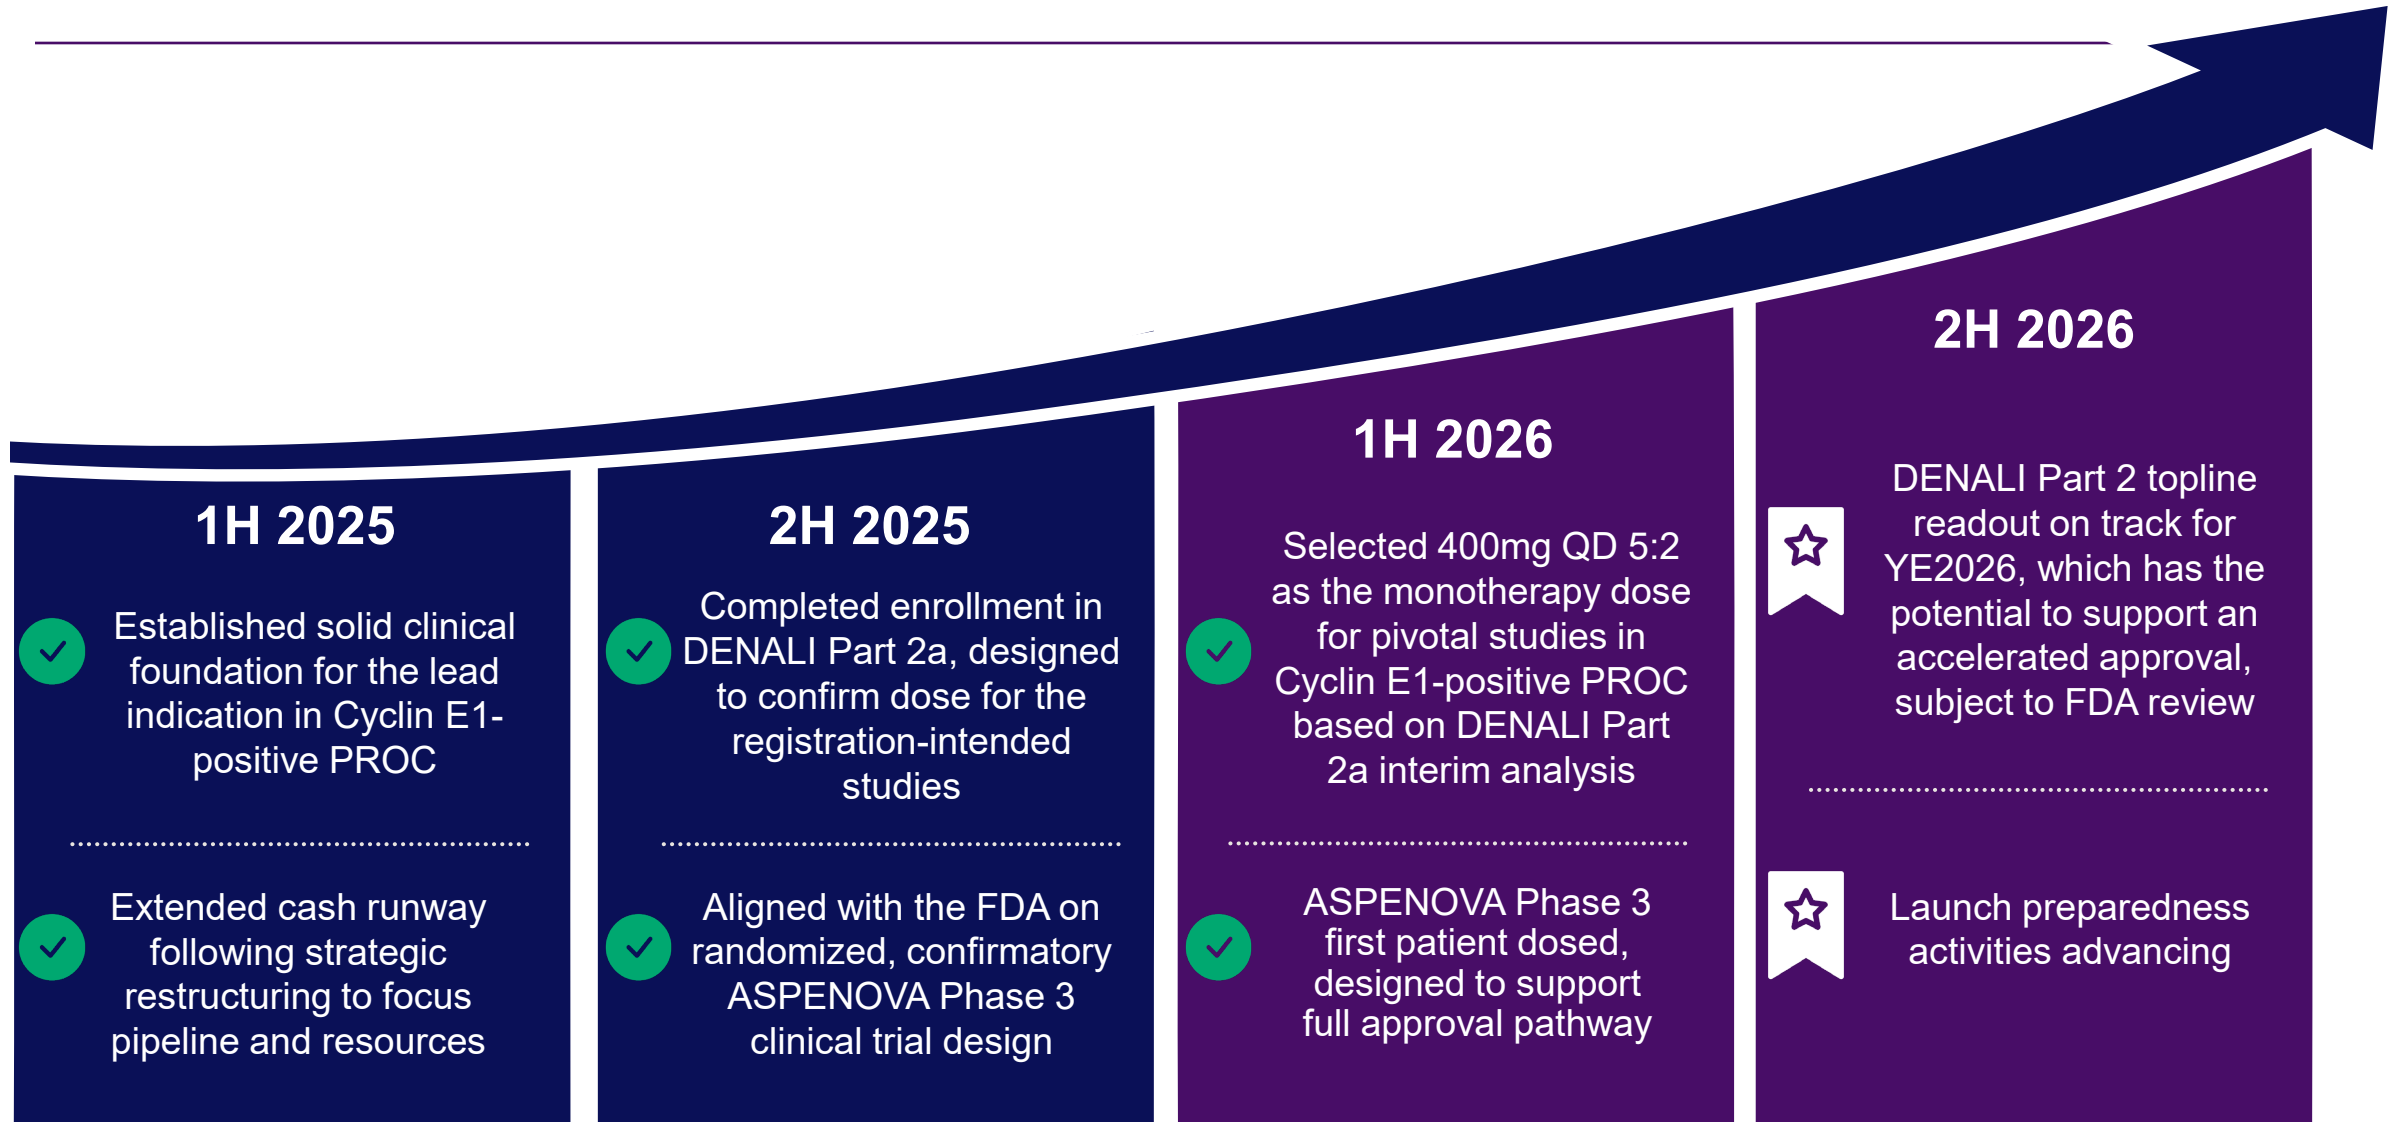 1H 2025
Established solid clinical
foundation for the lead
indication in Cyclin E1-
positive PROC
Extended cash runway
following strategic
restructuring to focus
pipeline and resources
2H 2025
Completed enrollment in
DENALI Part 2a, designed
to confirm dose for the
registration-intended
studies
Aligned with the FDA on
randomized, confirmatory
ASPENOVA Phase 3
clinical trial design
1H 2026
Selected 400mg QD 5:2
as the monotherapy dose
for pivotal studies in
Cyclin E1-positive PROC
based on DENALI Part
2a interim analysis
ASPENOVA Phase 3
first patient dosed,
designed to support
full approval pathway
2H 2026
DENALI Part 2 topline
readout on track for
YE2026, which has the
potential to support an
accelerated approval,
subject to FDA review
Launch preparedness
activities advancing